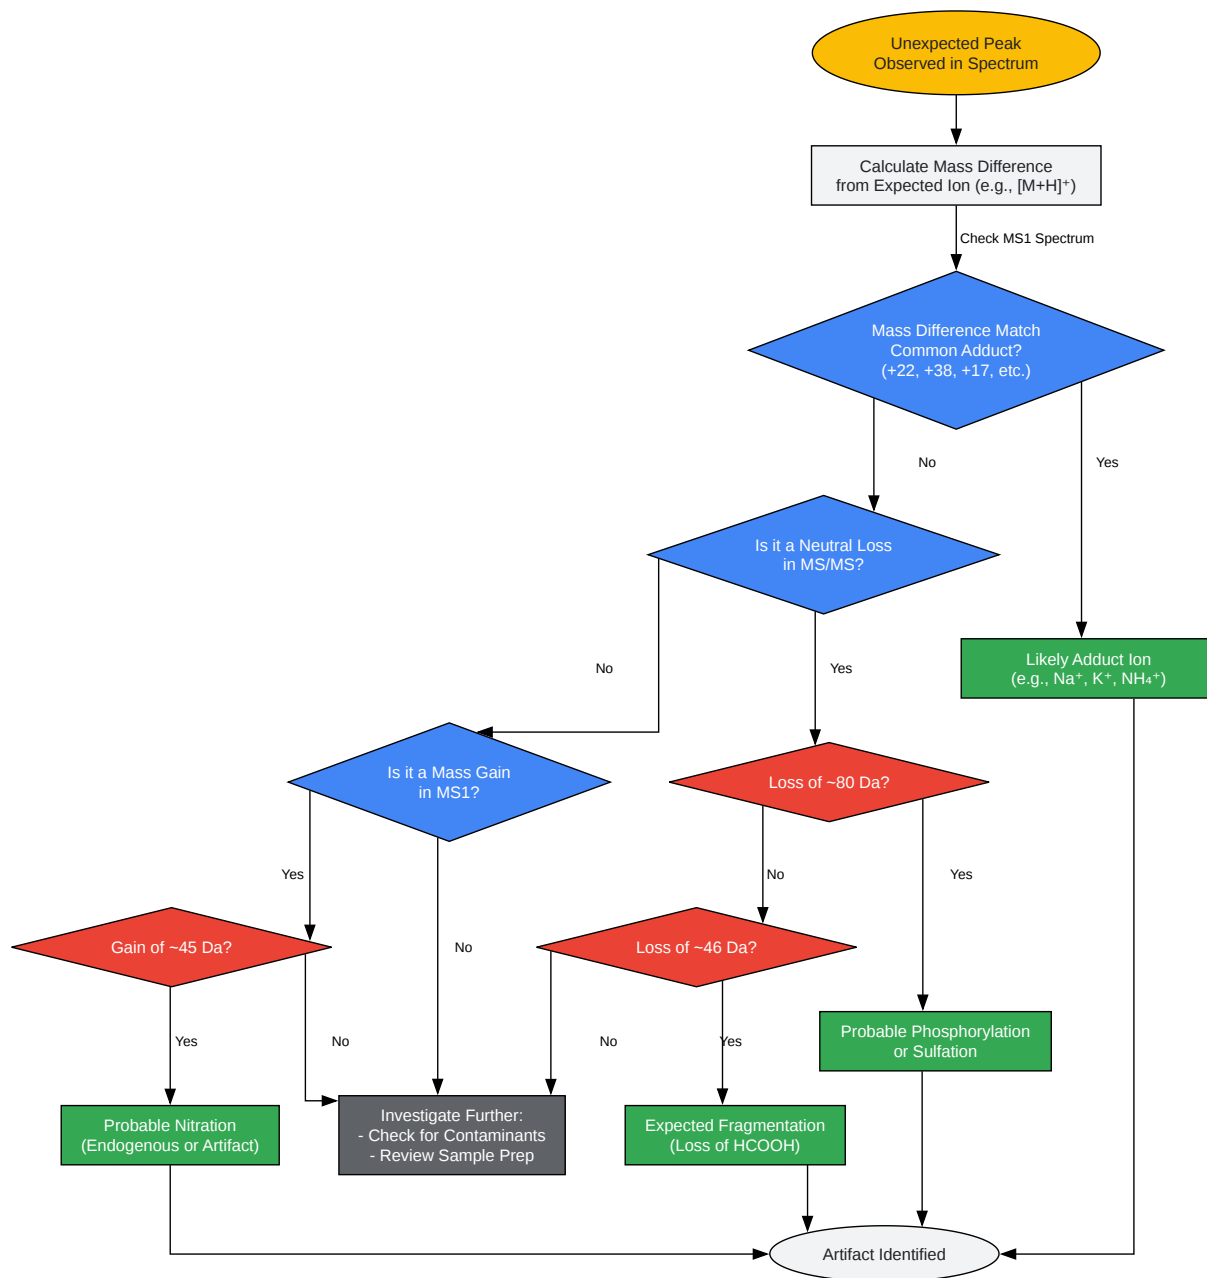 Unexpected Peak
Observed in Spectrum
Calculate Mass Difference
from Expected Ion (e.g., [M+H]⁺)
Check MS1 Spectrum
Mass Difference Match
Common Adduct?
(+22, +38, +17, etc.)
No
Yes
Is it a Neutral Loss
in MS/MS?
No
Yes
Likely Adduct Ion
(e.g., Na⁺, K⁺, NH₄⁺)
Is it a Mass Gain
in MS1?
Loss of ~80 Da?
Yes
No
Yes
Gain of ~45 Da?
No
Loss of ~46 Da?
Yes
No
No
Yes
Probable Phosphorylation
or Sulfation
Probable Nitration
(Endogenous or Artifact)
Investigate Further:
- Check for Contaminants
- Review Sample Prep
Expected Fragmentation
(Loss of HCOOH)
Artifact Identified